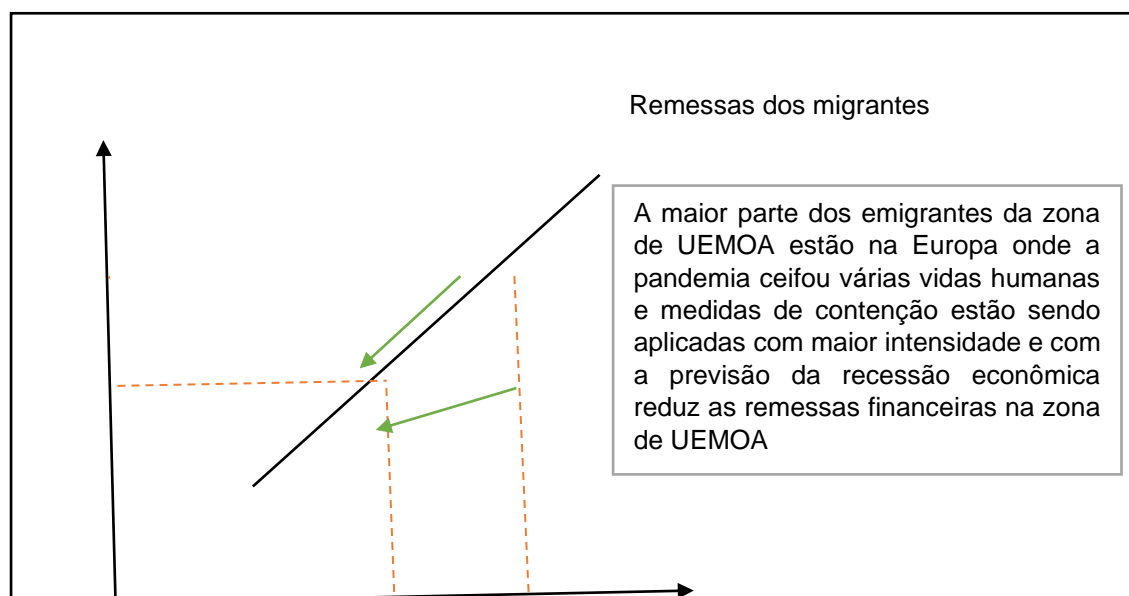 Remessas dos migrantes
A maior parte dos emigrantes da zona
de UEMOA estão na Europa onde a
pandemia ceifou várias vidas humanas
e medidas de contenção estão sendo
aplicadas com maior intensidade e com
a previsão da recessão econômica
reduz as remessas financeiras na zona
de UEMOA